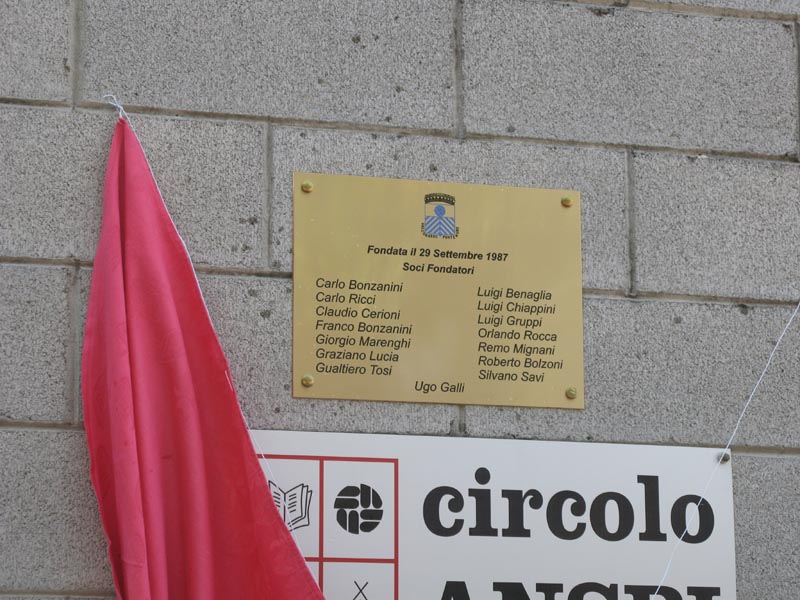 Fondata il 29 Settembre 1987
Soci Fondatori
Carlo Bonzanini
Carlo Ricci
Claudio Cerioni
Franco Bonzanini
Giorgio Marenghi
Graziano Lucia
Gualtiero Tosi
Luigi Benaglia
Luigi Chiappini
Luigi Gruppi
Orlando Rocca
Remo Mignani
Roberto Bolzoni
Silvano Savi
Ugo Galli
circolo
ANSPI